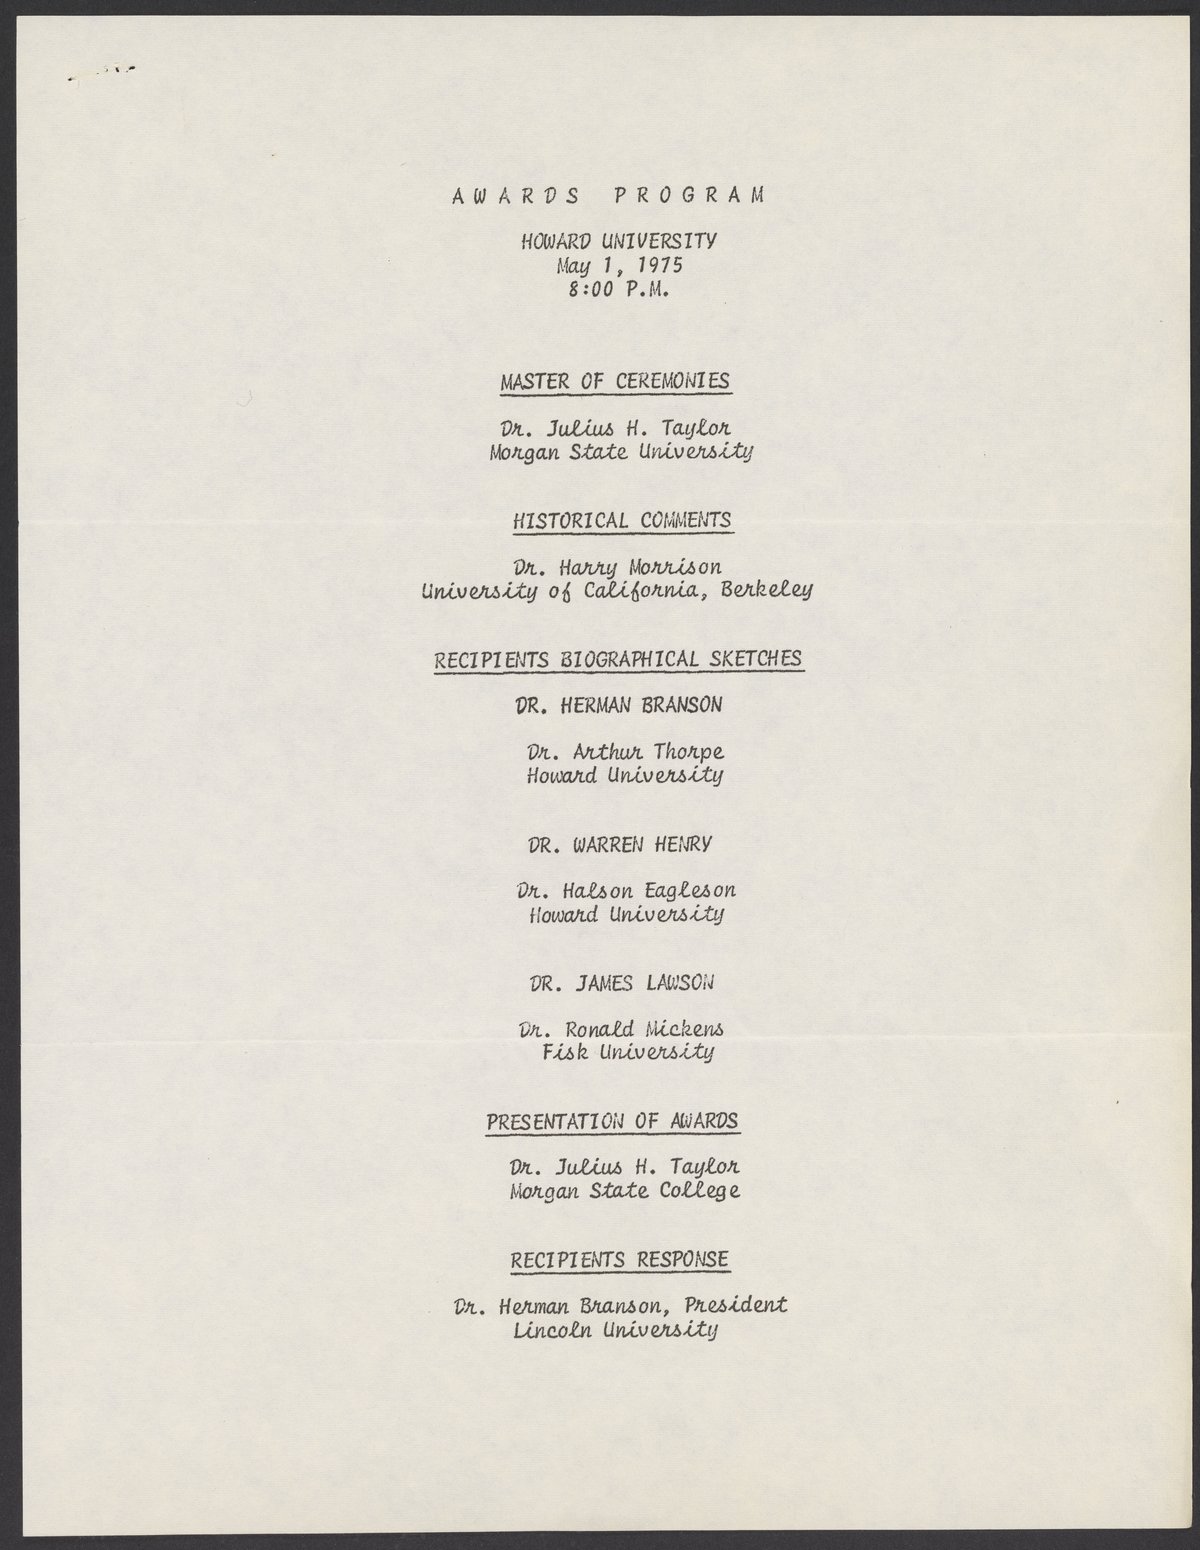 AWARDS PROGRAM
HOWARD UNIVERSITY
May 1, 1975
8:00 P.M.
MASTER OF CEREMONIES
Dr. Julius H. Taylor
Morgan State University
HISTORICAL COMMENTS
Dr. Harry Morrison
University of California, Berkeley
RECIPIENTS BIOGRAPHICAL SKETCHES
DR. HERMAN BRANSON
Dr. Arthur Thorpe
Howard University
DR. WARREN HENRY
Dr. Halson Eagleson
Howard University
DR. JAMES LAWSON
Dr. Ronald Mickens
Fisk University
PRESENTATION OF AWARDS
Dr. Julius H. Taylor
Morgan State College
RECIPIENTS RESPONSE
Dr. Herman Branson, President
Lincoln University